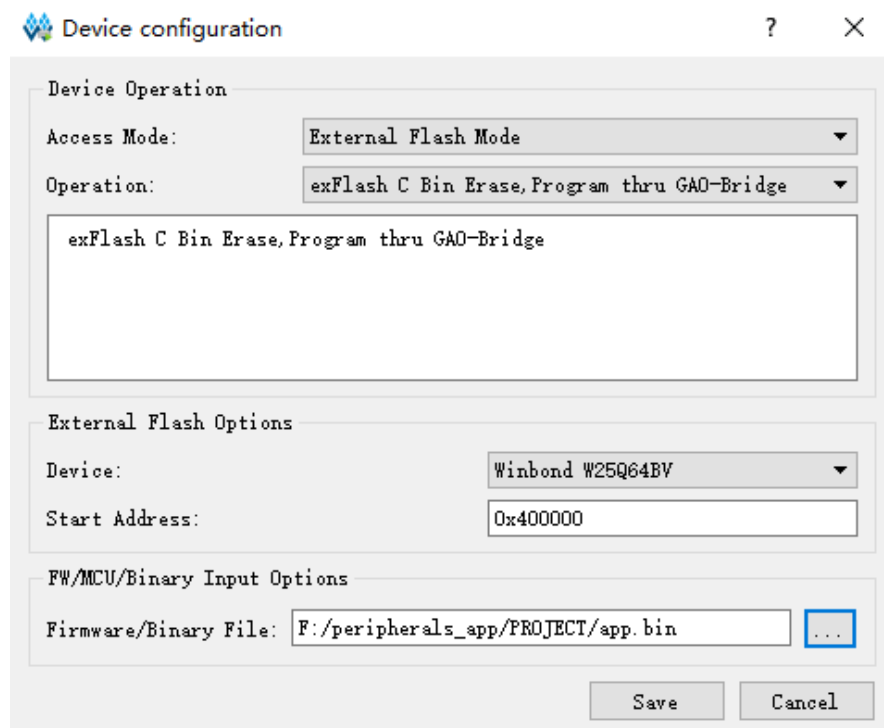 Device configuration
?
Device Operation
Access Mode:
External Flash Mode
Operation:
exFlash C Bin Erase,Program thru GAO-Bridge
exFlash C Bin Erase,Program thru GAO-Bridge
External Flash Options
Device:
Winbond W25Q64BV
Start Address:
0x400000
FW/MCU/Binary Input Options
Firmware/Binary File:
F:/peripherals_app/PROJECT/app.bin
...
Save
Cancel